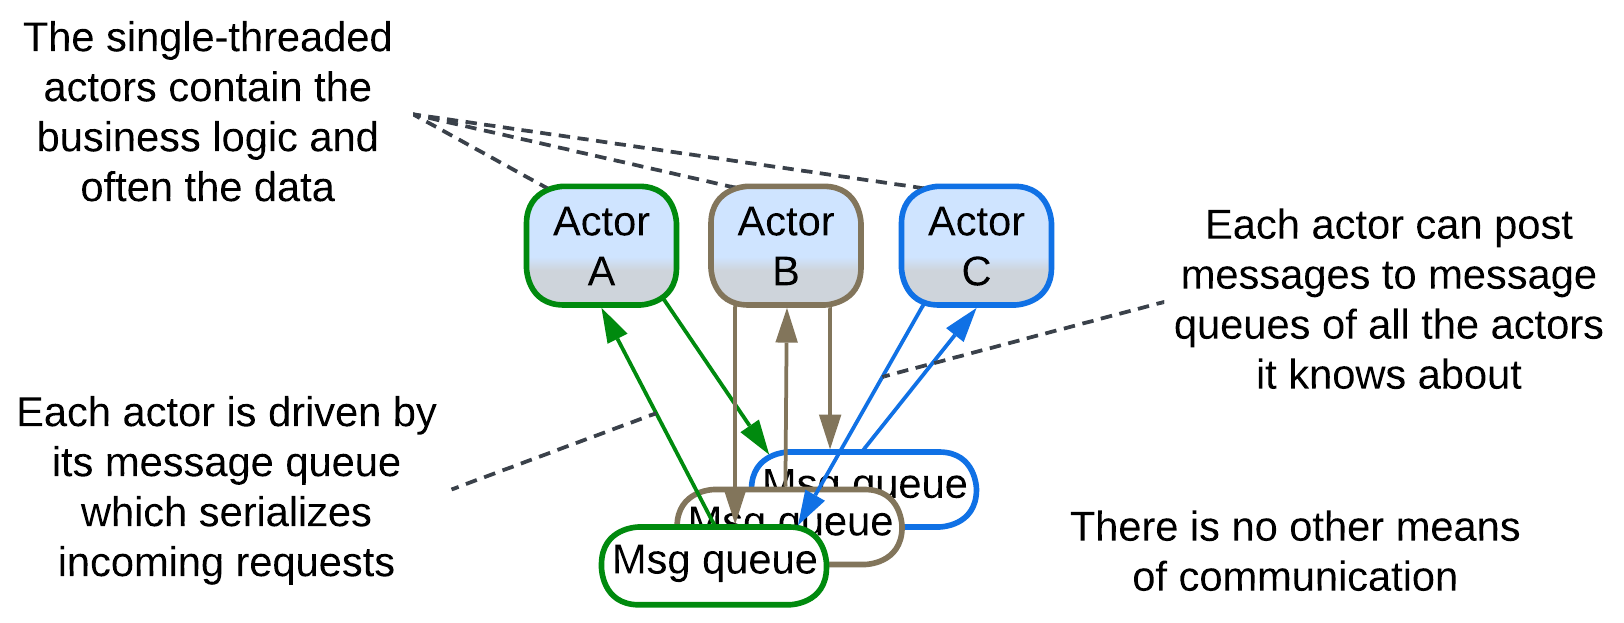 The single-threaded
actors contain the
business logic and
often the data
Actor
A
Actor
B
Actor
C
Each actor can post
messages to message
queues of all the actors
it knows about
Each actor is driven by
its message queue
which serializes
incoming requests
Msg queue
Msg queue
Msg queue
There is no other means
of communication